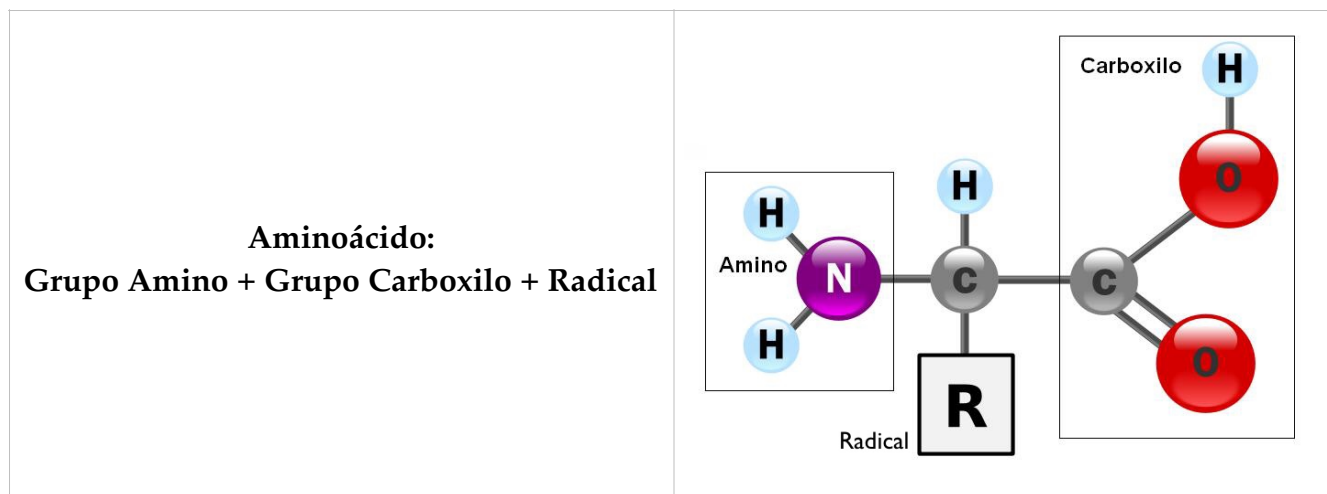 Aminoácido:
Grupo Amino + Grupo Carboxilo + Radical
Carboxilo
H
O
H
H
Amino
N
C
C
H
O
R
Radical